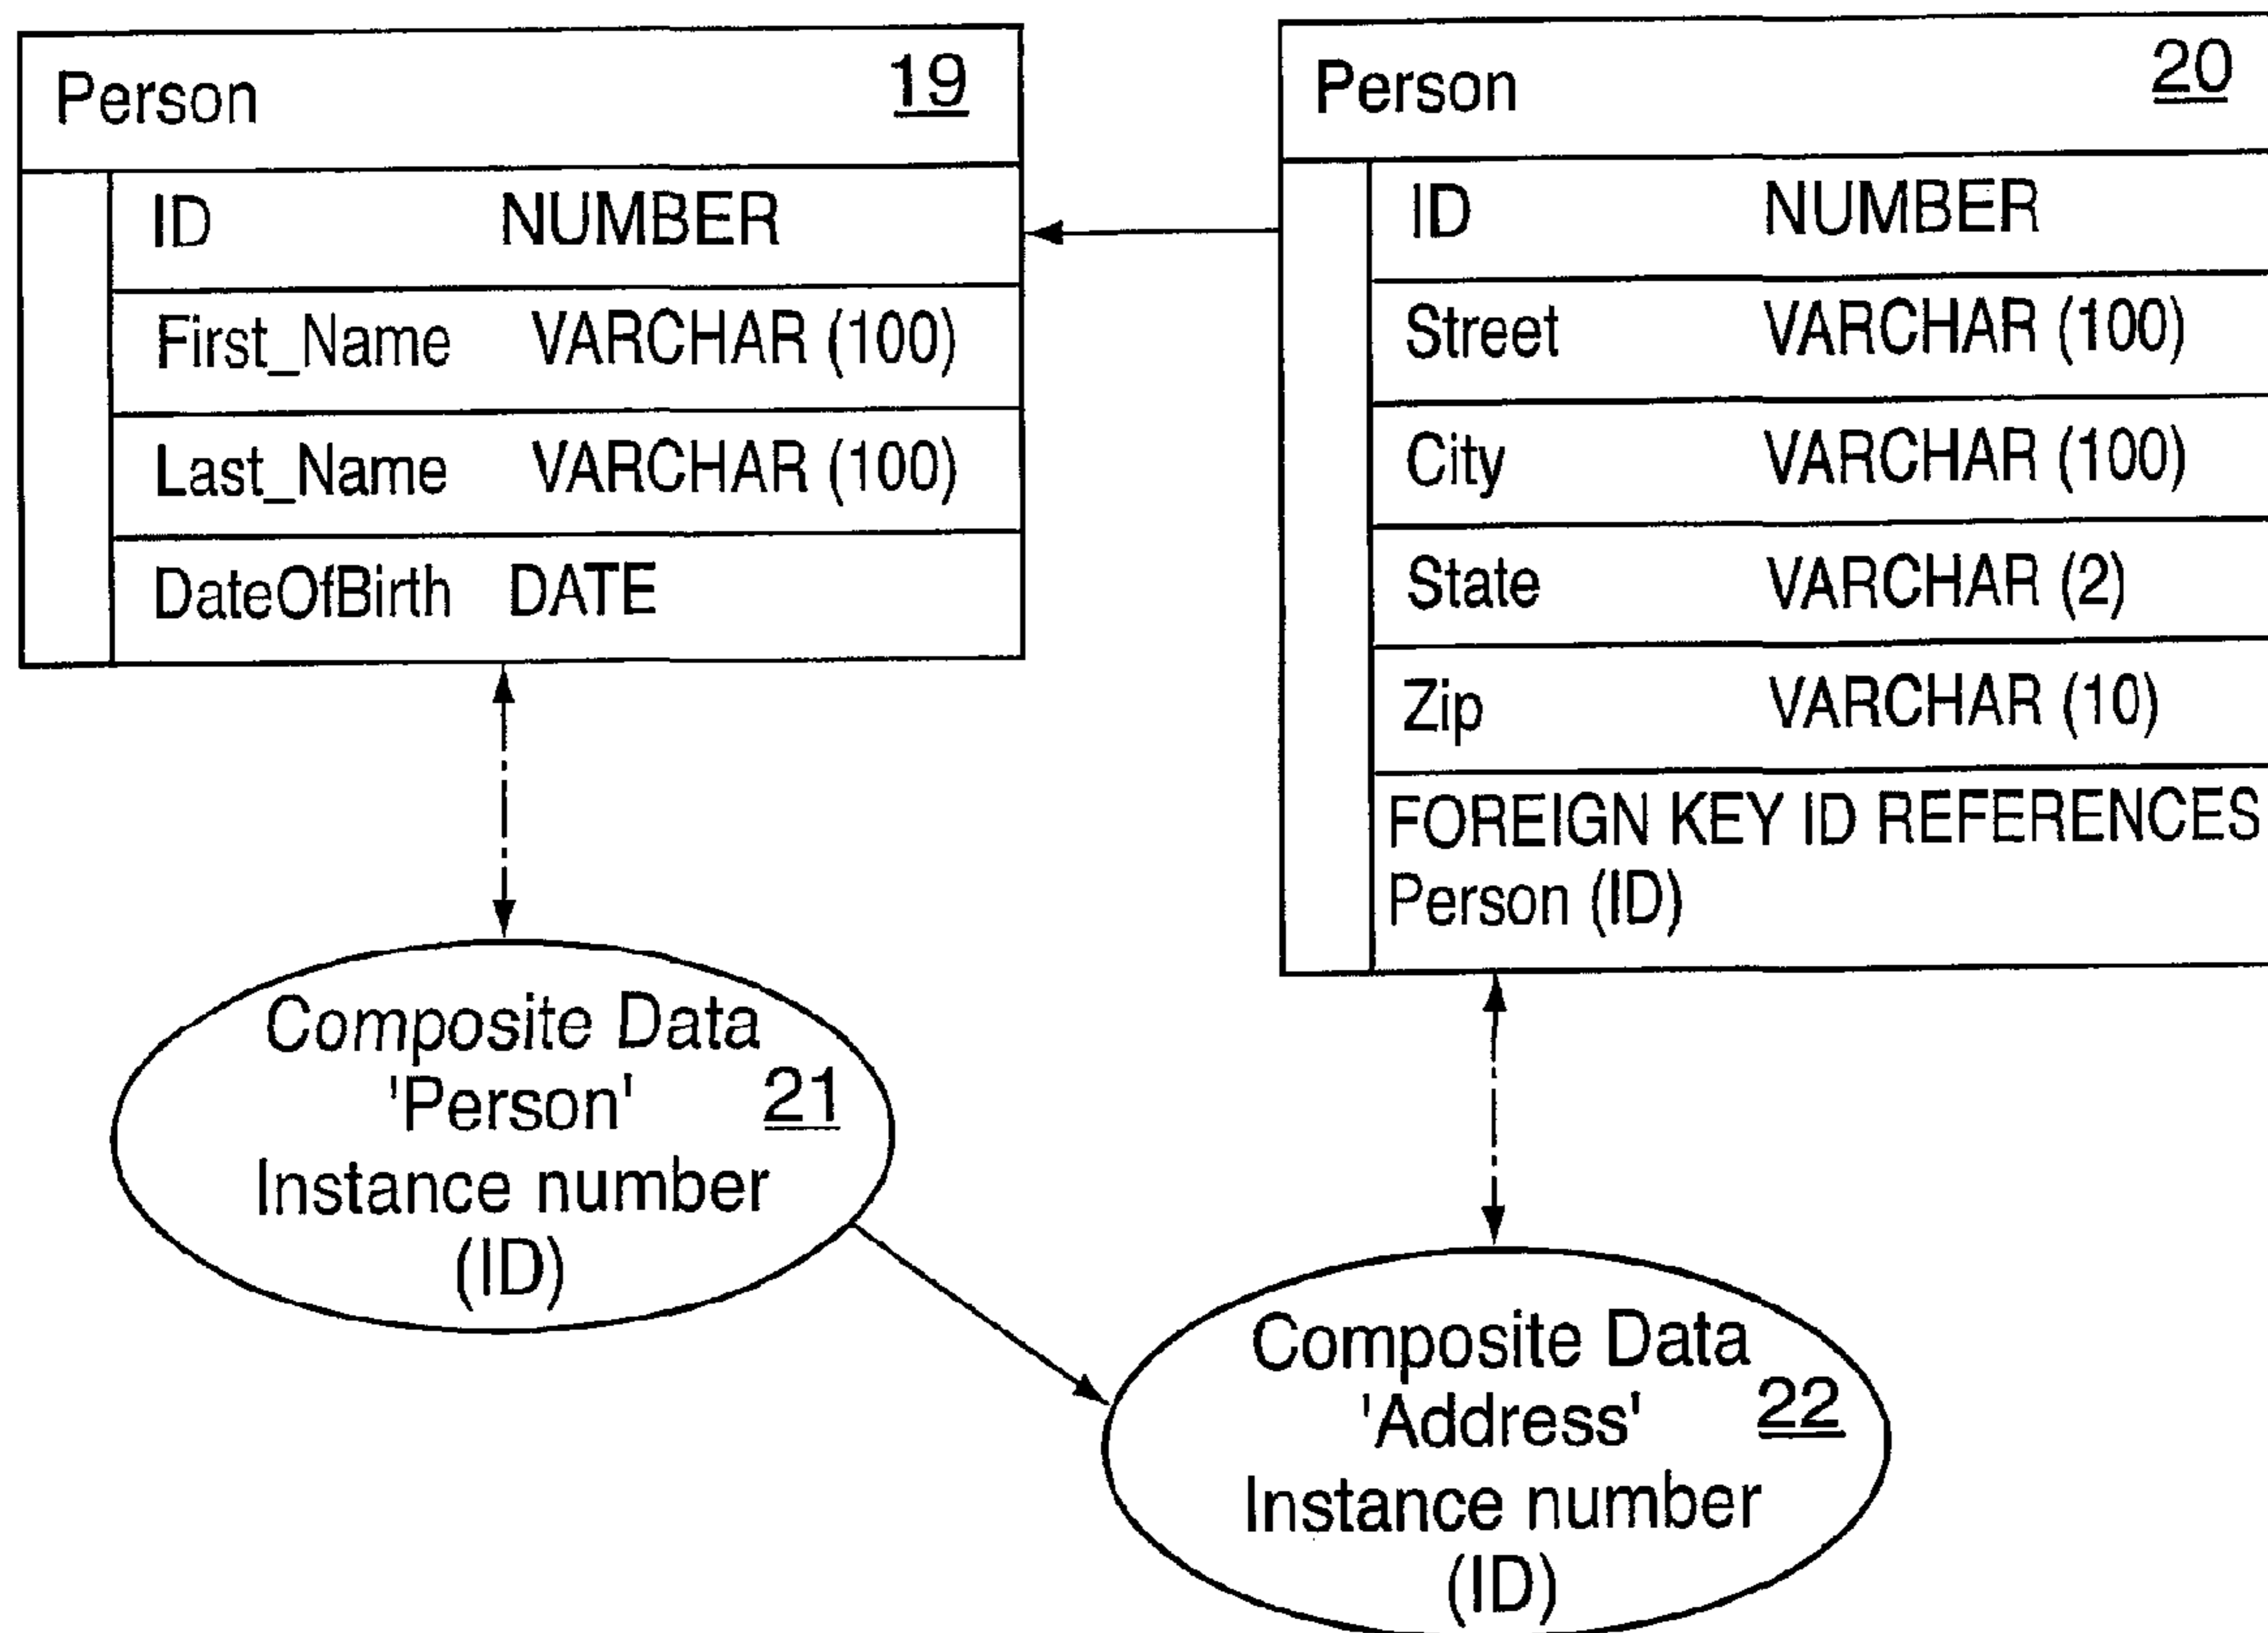 Person 19
ID NUMBER
First_Name VARCHAR (100)
Last_Name VARCHAR (100)
DateOfBirth DATE
Person 20
ID NUMBER
Street VARCHAR (100)
City VARCHAR (100)
State VARCHAR (2)
Zip VARCHAR (10)
FOREIGN KEY ID REFERENCES
Person (ID)
Composite Data
'Person' 21
Instance number
(ID)
Composite Data
'Address' 22
Instance number
(ID)